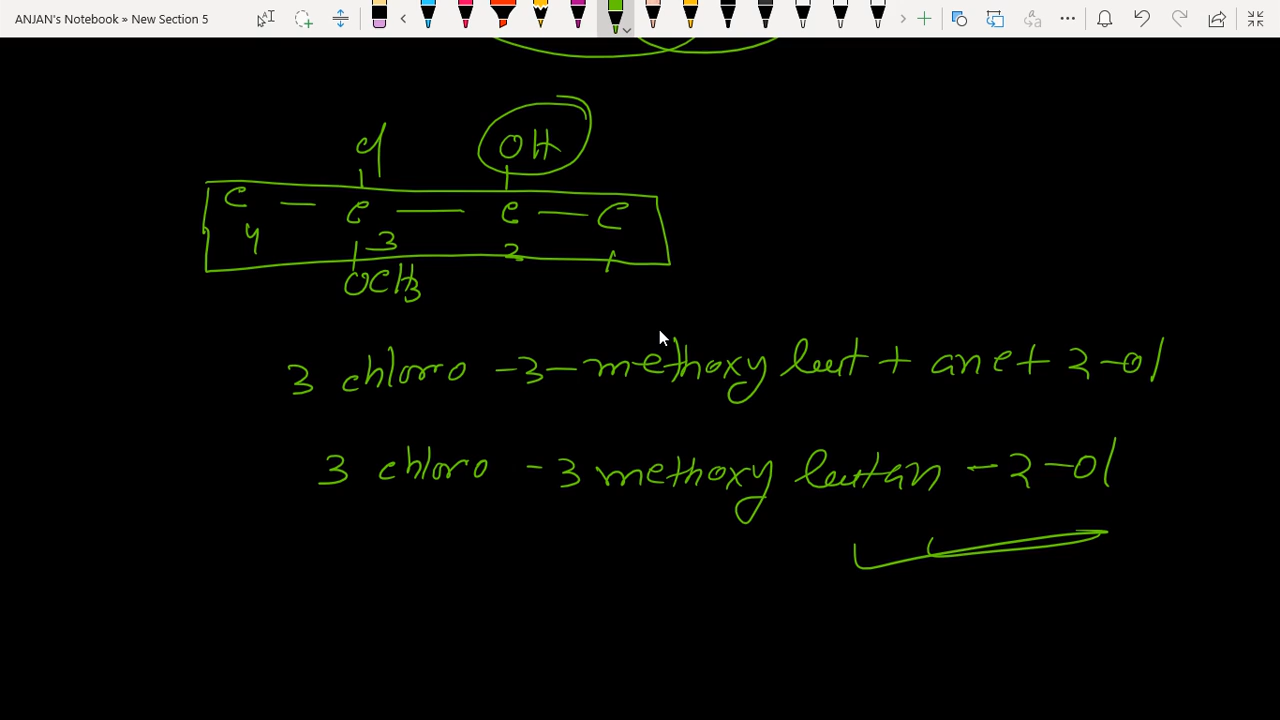 ANJAN's Notebook » New Section 5
Cl OH
C — C — C — C
4 3 2 1
OCH3
3 chloro -3- methoxy but + ane + 2-ol
3 chloro -3 methoxy butan -2-ol